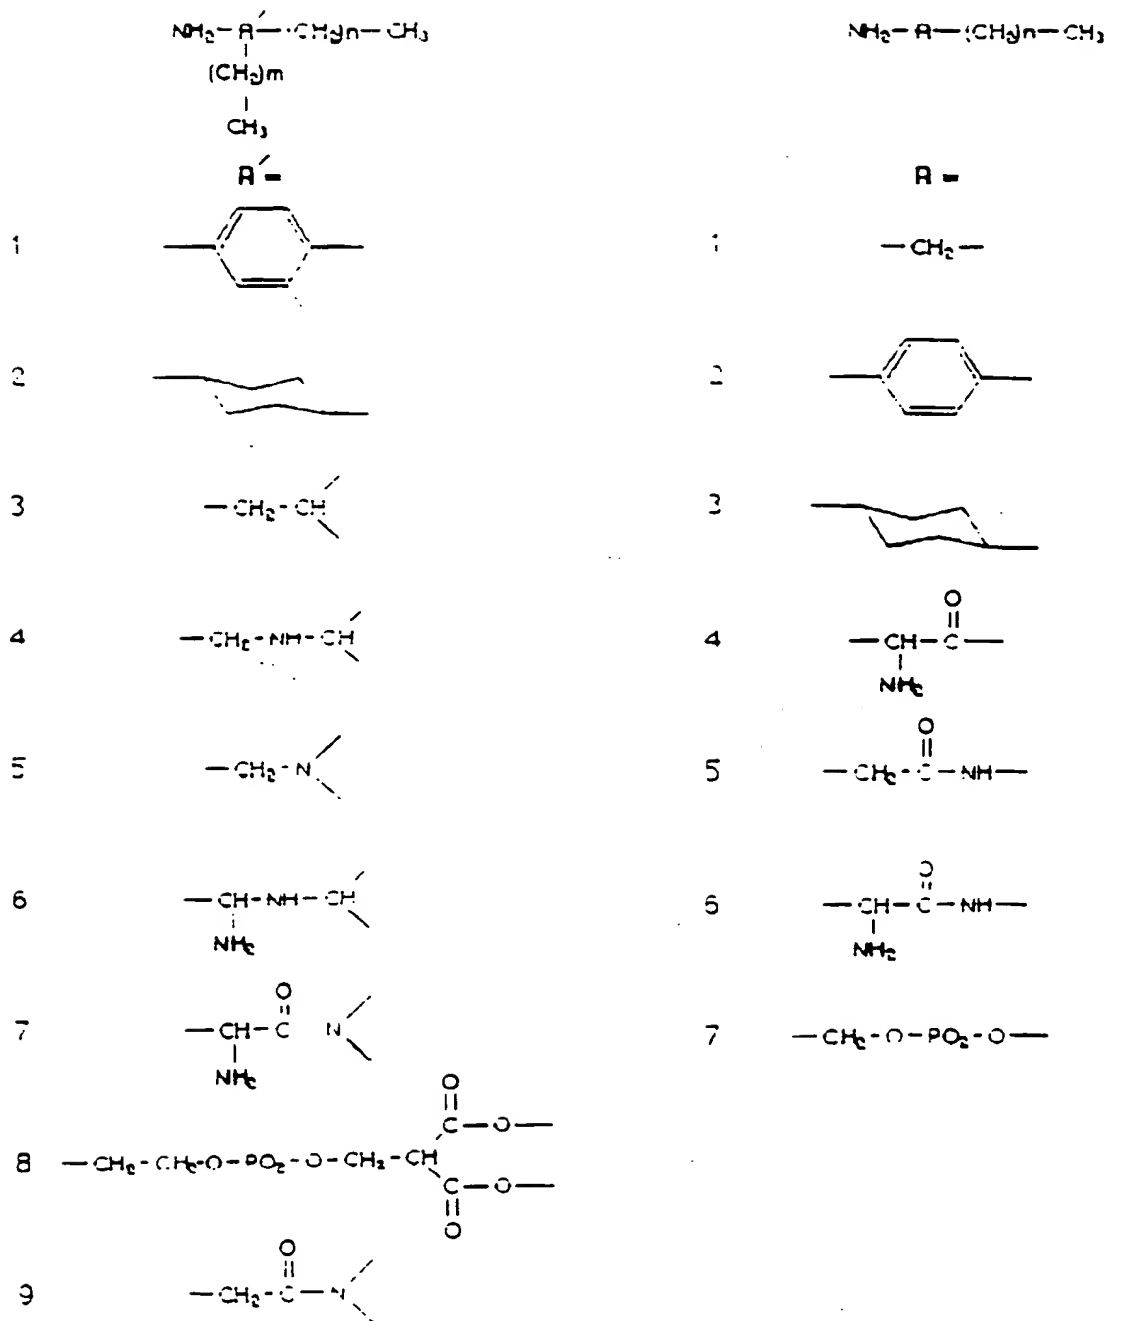 NH₂—R′—(CH₂)n—CH₃
(CH₂)m
CH₃
R′ =
1
2
3 —CH₂-CH
4 —CH₂-NH-CH
5 —CH₂-N
6 —CH-NH-CH
NH₂
O
7 —CH-C N
NH₂
O
C—O—
8 —CH₂-CH₂-O-PO₂-O-CH₂-CH
C—O—
O
O
9 —CH₂-C—N
NH₂—R—(CH₂)n—CH₃
R =
1 —CH₂—
2
3
O
4 —CH-C—
NH₂
O
5 —CH₂-C-NH—
O
6 —CH-C-NH—
NH₂
7 —CH₂-O-PO₂-O—